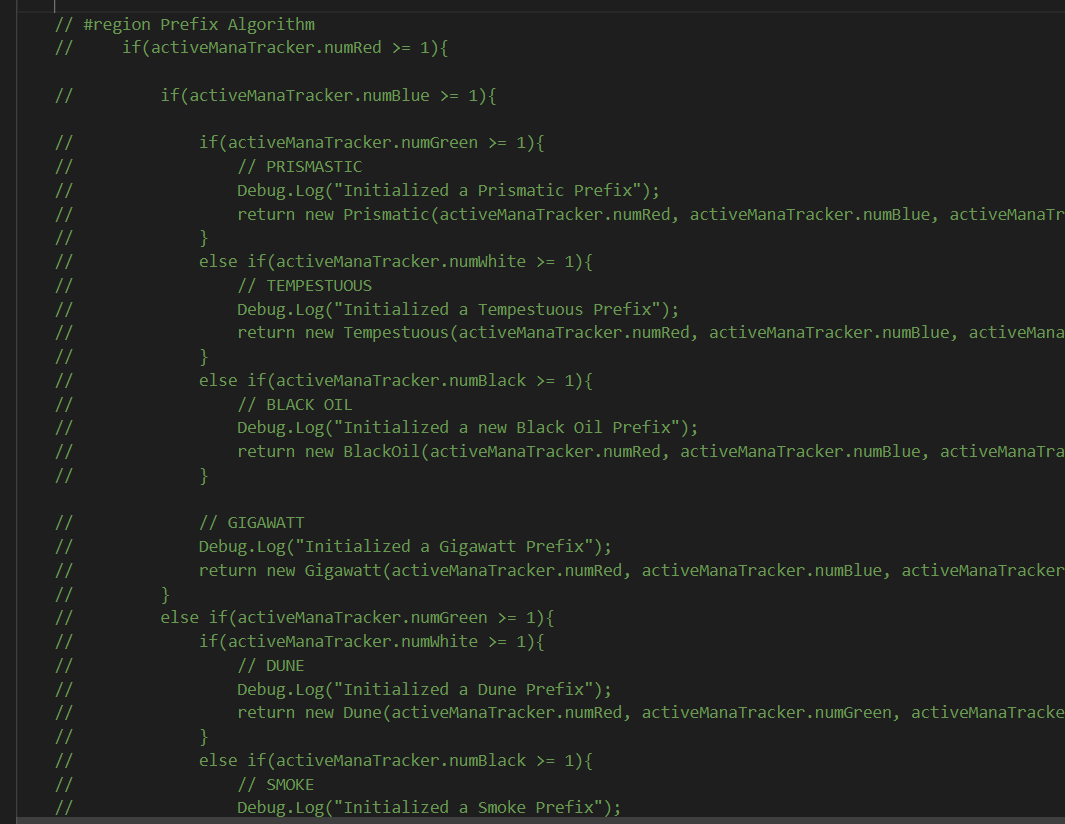 // #region Prefix Algorithm
//     if(activeManaTracker.numRed >= 1){
//         if(activeManaTracker.numBlue >= 1){
//             if(activeManaTracker.numGreen >= 1){
//                 // PRISMASTIC
//                 Debug.Log("Initialized a Prismatic Prefix");
//                 return new Prismatic(activeManaTracker.numRed, activeManaTracker.numBlue, activeManaTr
//             }
//             else if(activeManaTracker.numWhite >= 1){
//                 // TEMPESTUOUS
//                 Debug.Log("Initialized a Tempestuous Prefix");
//                 return new Tempestuous(activeManaTracker.numRed, activeManaTracker.numBlue, activeMana
//             }
//             else if(activeManaTracker.numBlack >= 1){
//                 // BLACK OIL
//                 Debug.Log("Initialized a new Black Oil Prefix");
//                 return new BlackOil(activeManaTracker.numRed, activeManaTracker.numBlue, activeManaTra
//             }
//             // GIGAWATT
//             Debug.Log("Initialized a Gigawatt Prefix");
//             return new Gigawatt(activeManaTracker.numRed, activeManaTracker.numBlue, activeManaTracker
//         }
//         else if(activeManaTracker.numGreen >= 1){
//             if(activeManaTracker.numWhite >= 1){
//                 // DUNE
//                 Debug.Log("Initialized a Dune Prefix");
//                 return new Dune(activeManaTracker.numRed, activeManaTracker.numGreen, activeManaTracke
//             }
//             else if(activeManaTracker.numBlack >= 1){
//                 // SMOKE
//                 Debug.Log("Initialized a Smoke Prefix");